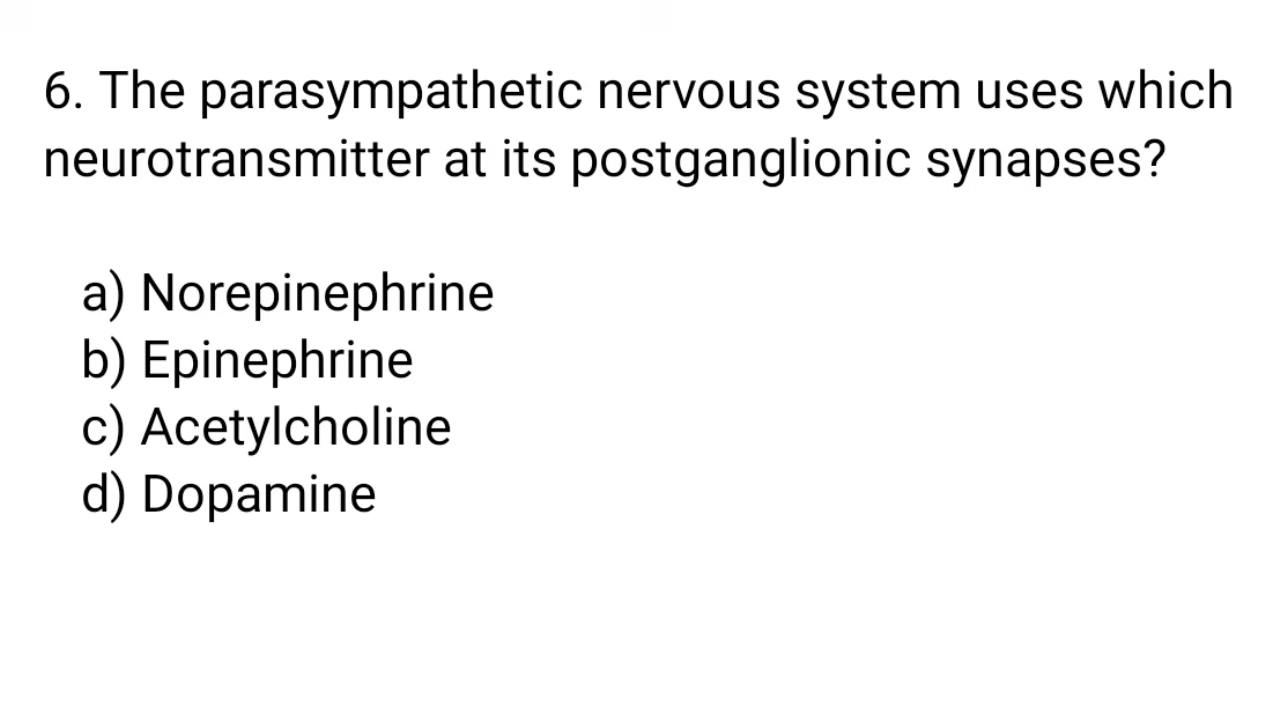 6. The parasympathetic nervous system uses which
neurotransmitter at its postganglionic synapses?
a) Norepinephrine
b) Epinephrine
c) Acetylcholine
d) Dopamine